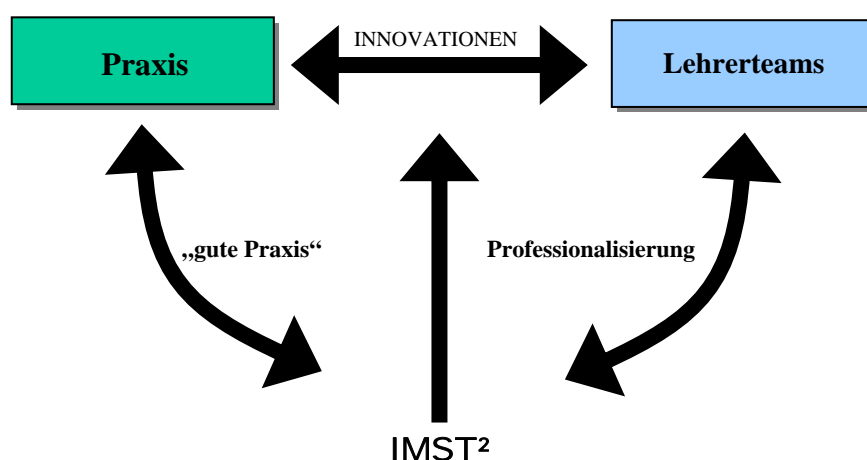 INNOVATIONEN
Praxis
Lehrerteams
„gute Praxis“
Professionalisierung
IMST²